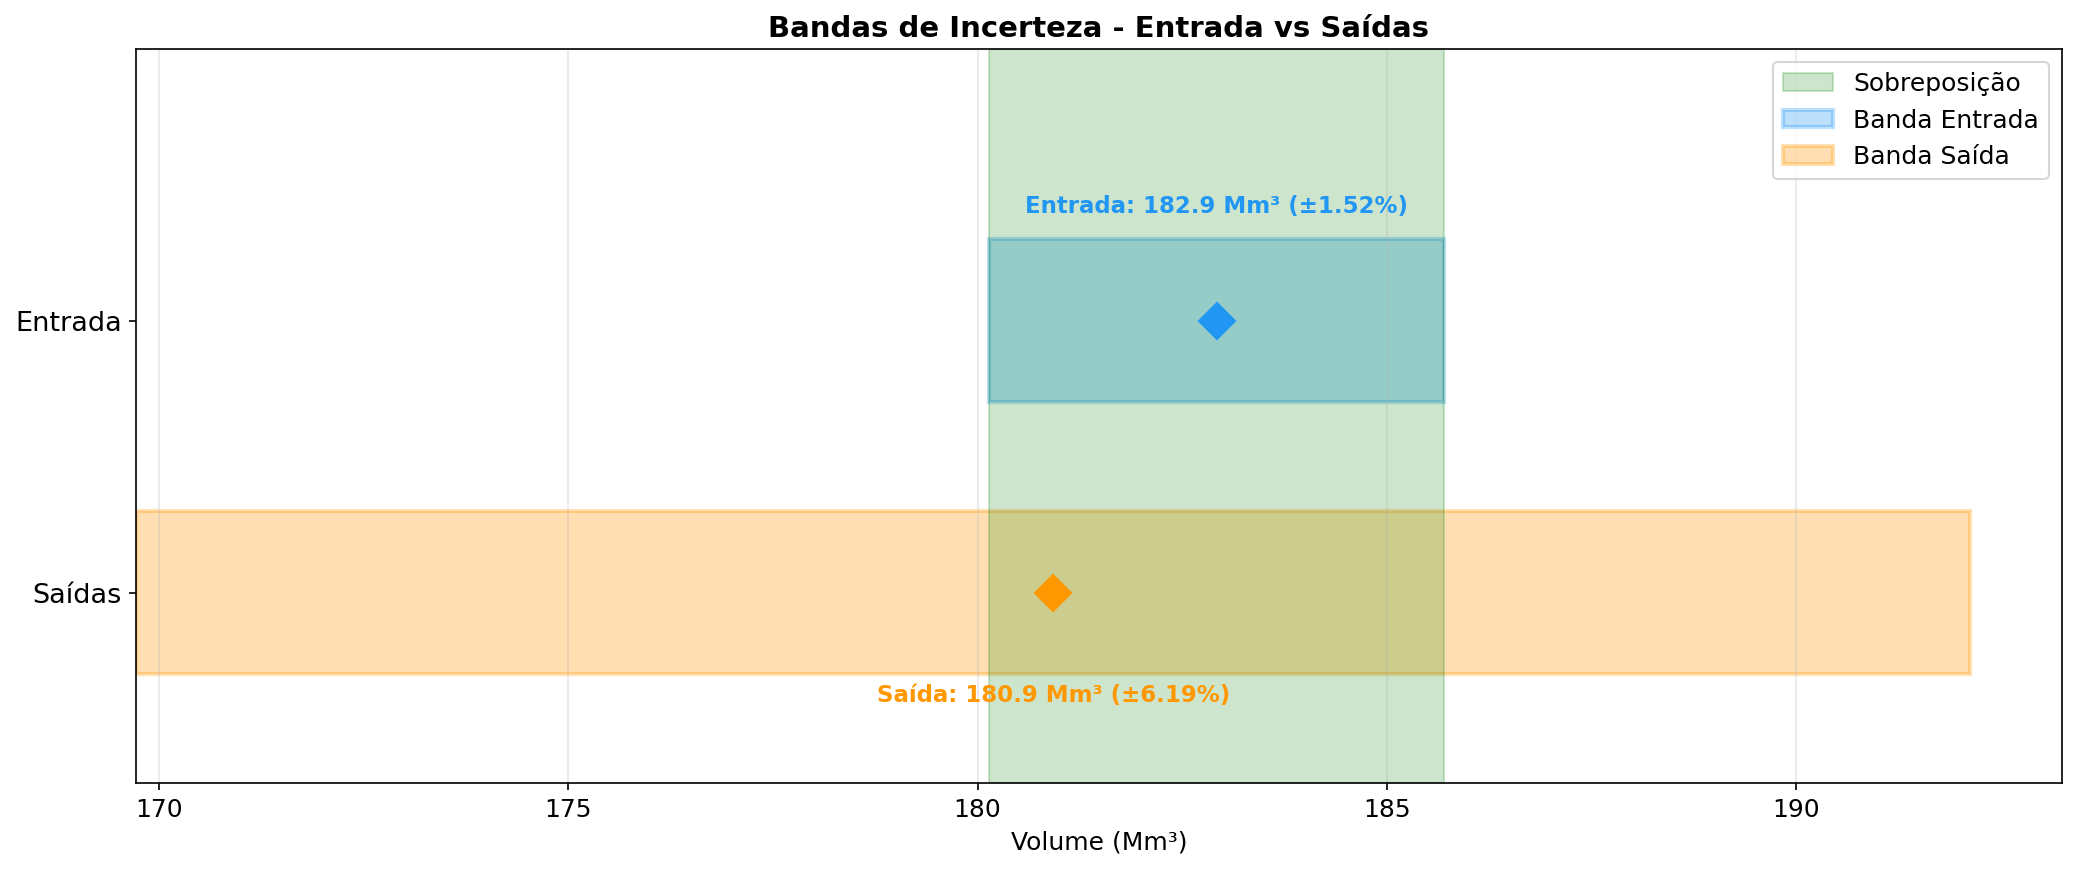 Bandas de Incerteza - Entrada vs Saídas
Sobreposição
Banda Entrada
Banda Saída
Entrada: 182.9 Mm³ (±1.52%)
Entrada
Saídas
Saída: 180.9 Mm³ (±6.19%)
170 175 180 185 190
Volume (Mm³)